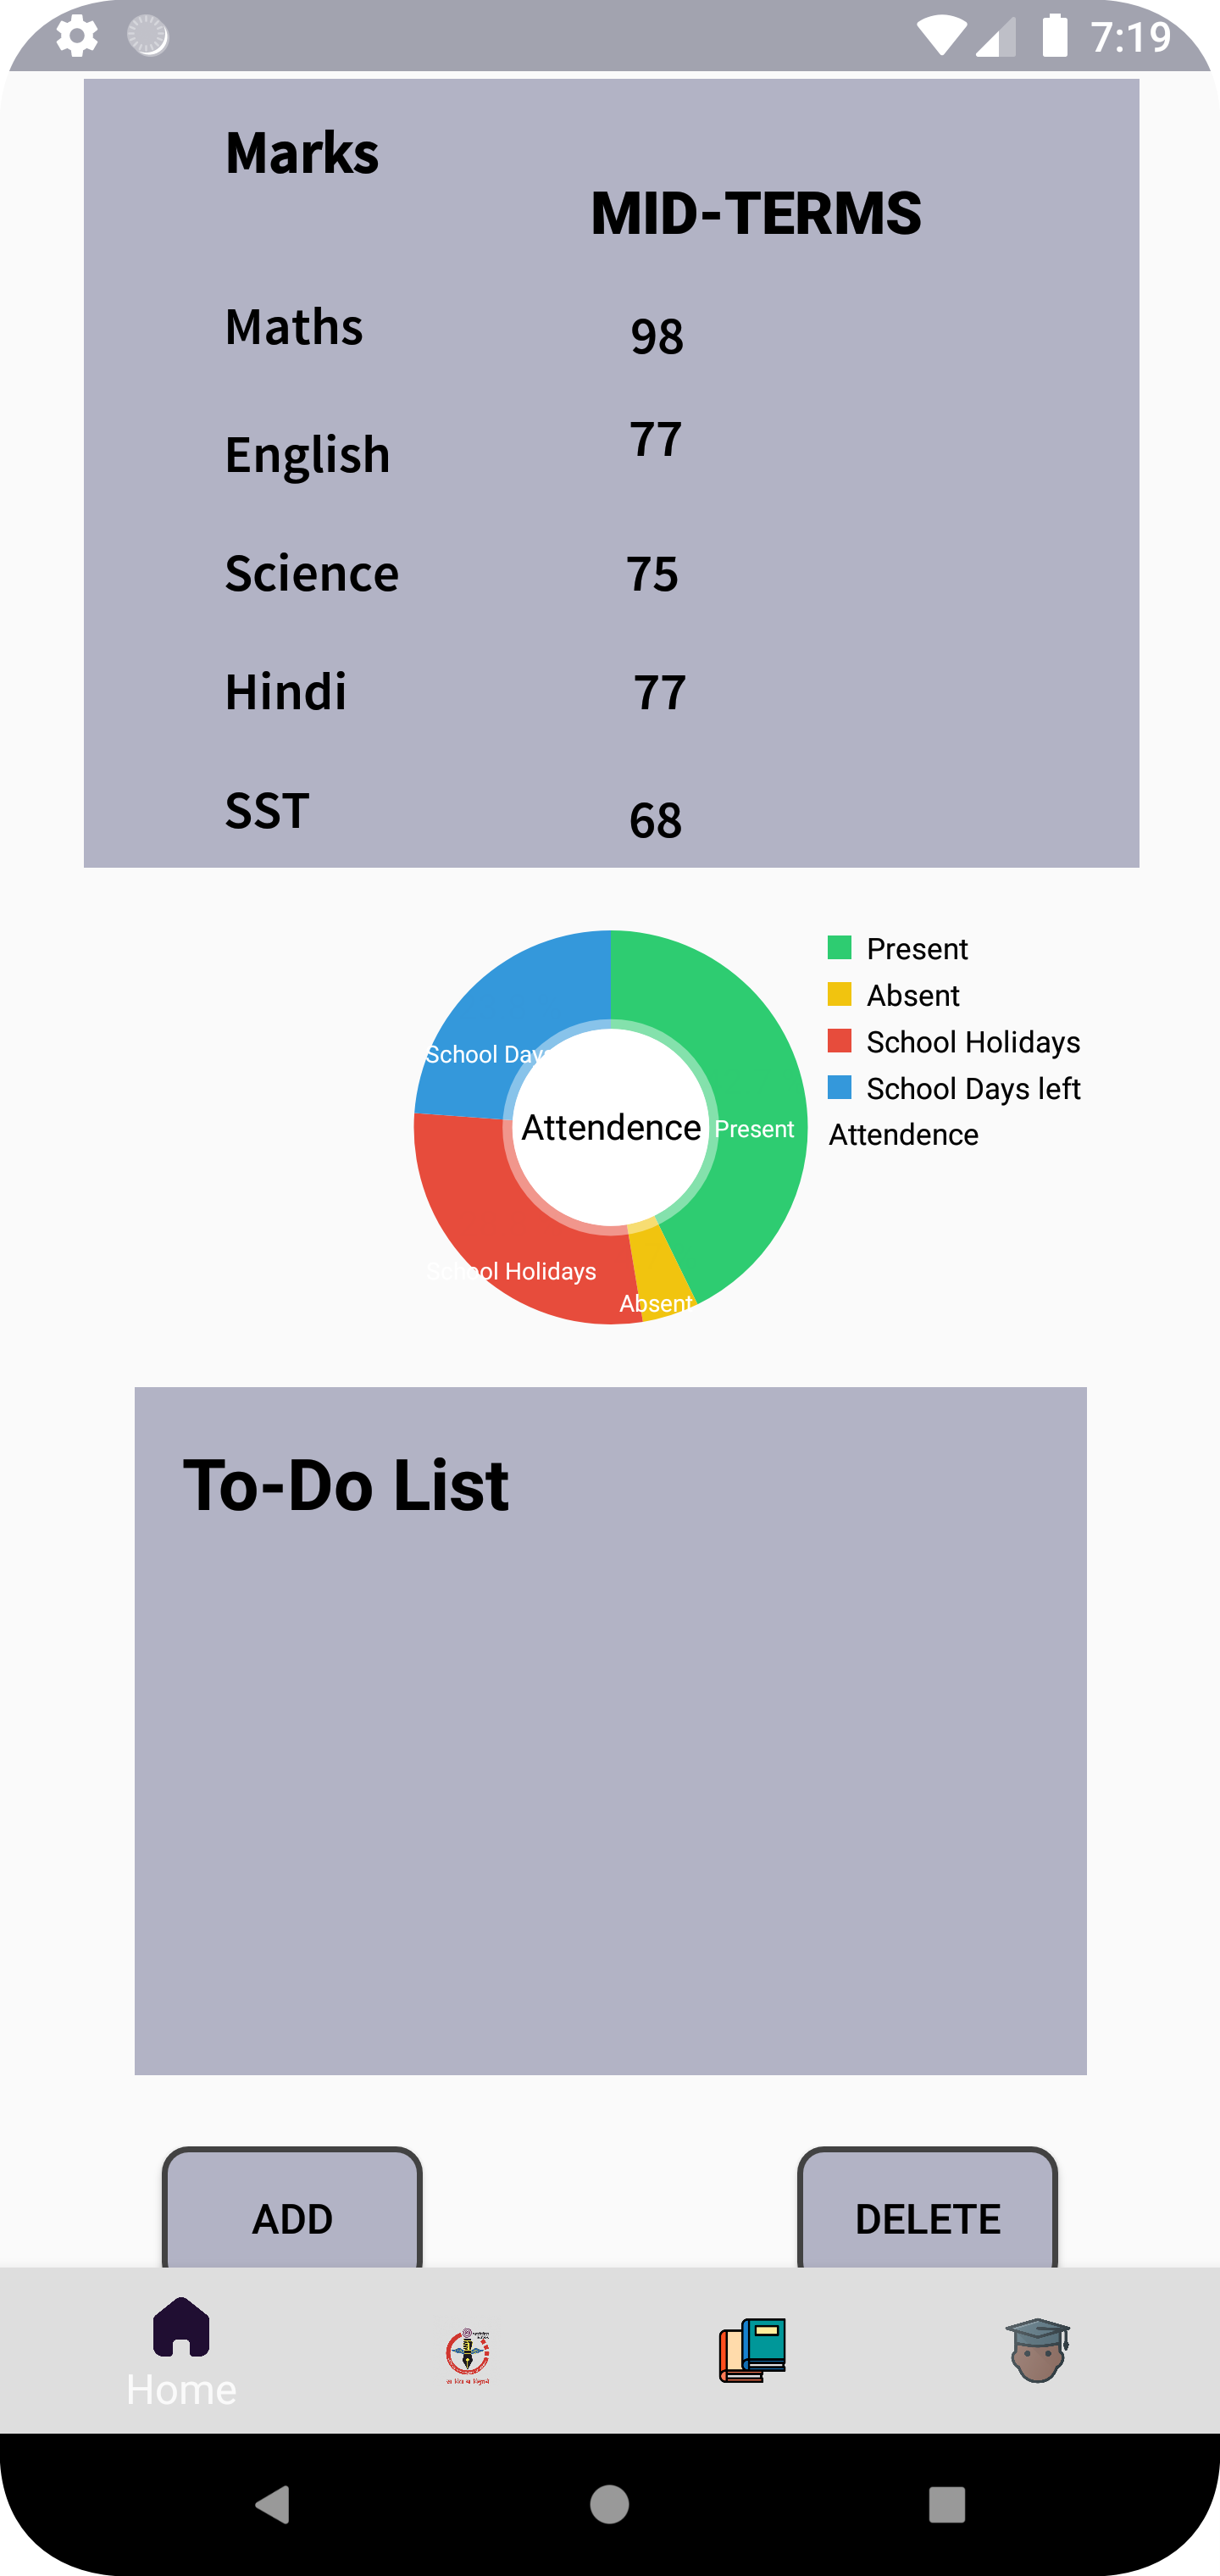 7:19
Marks
MID-TERMS
Maths 98
English 77
Science 75
Hindi 77
SST 68
Present
Absent
School Holidays
School Days left
Attendence
School Days
Attendence
Present
School Holidays
Absent
To-Do List
ADD DELETE
Home